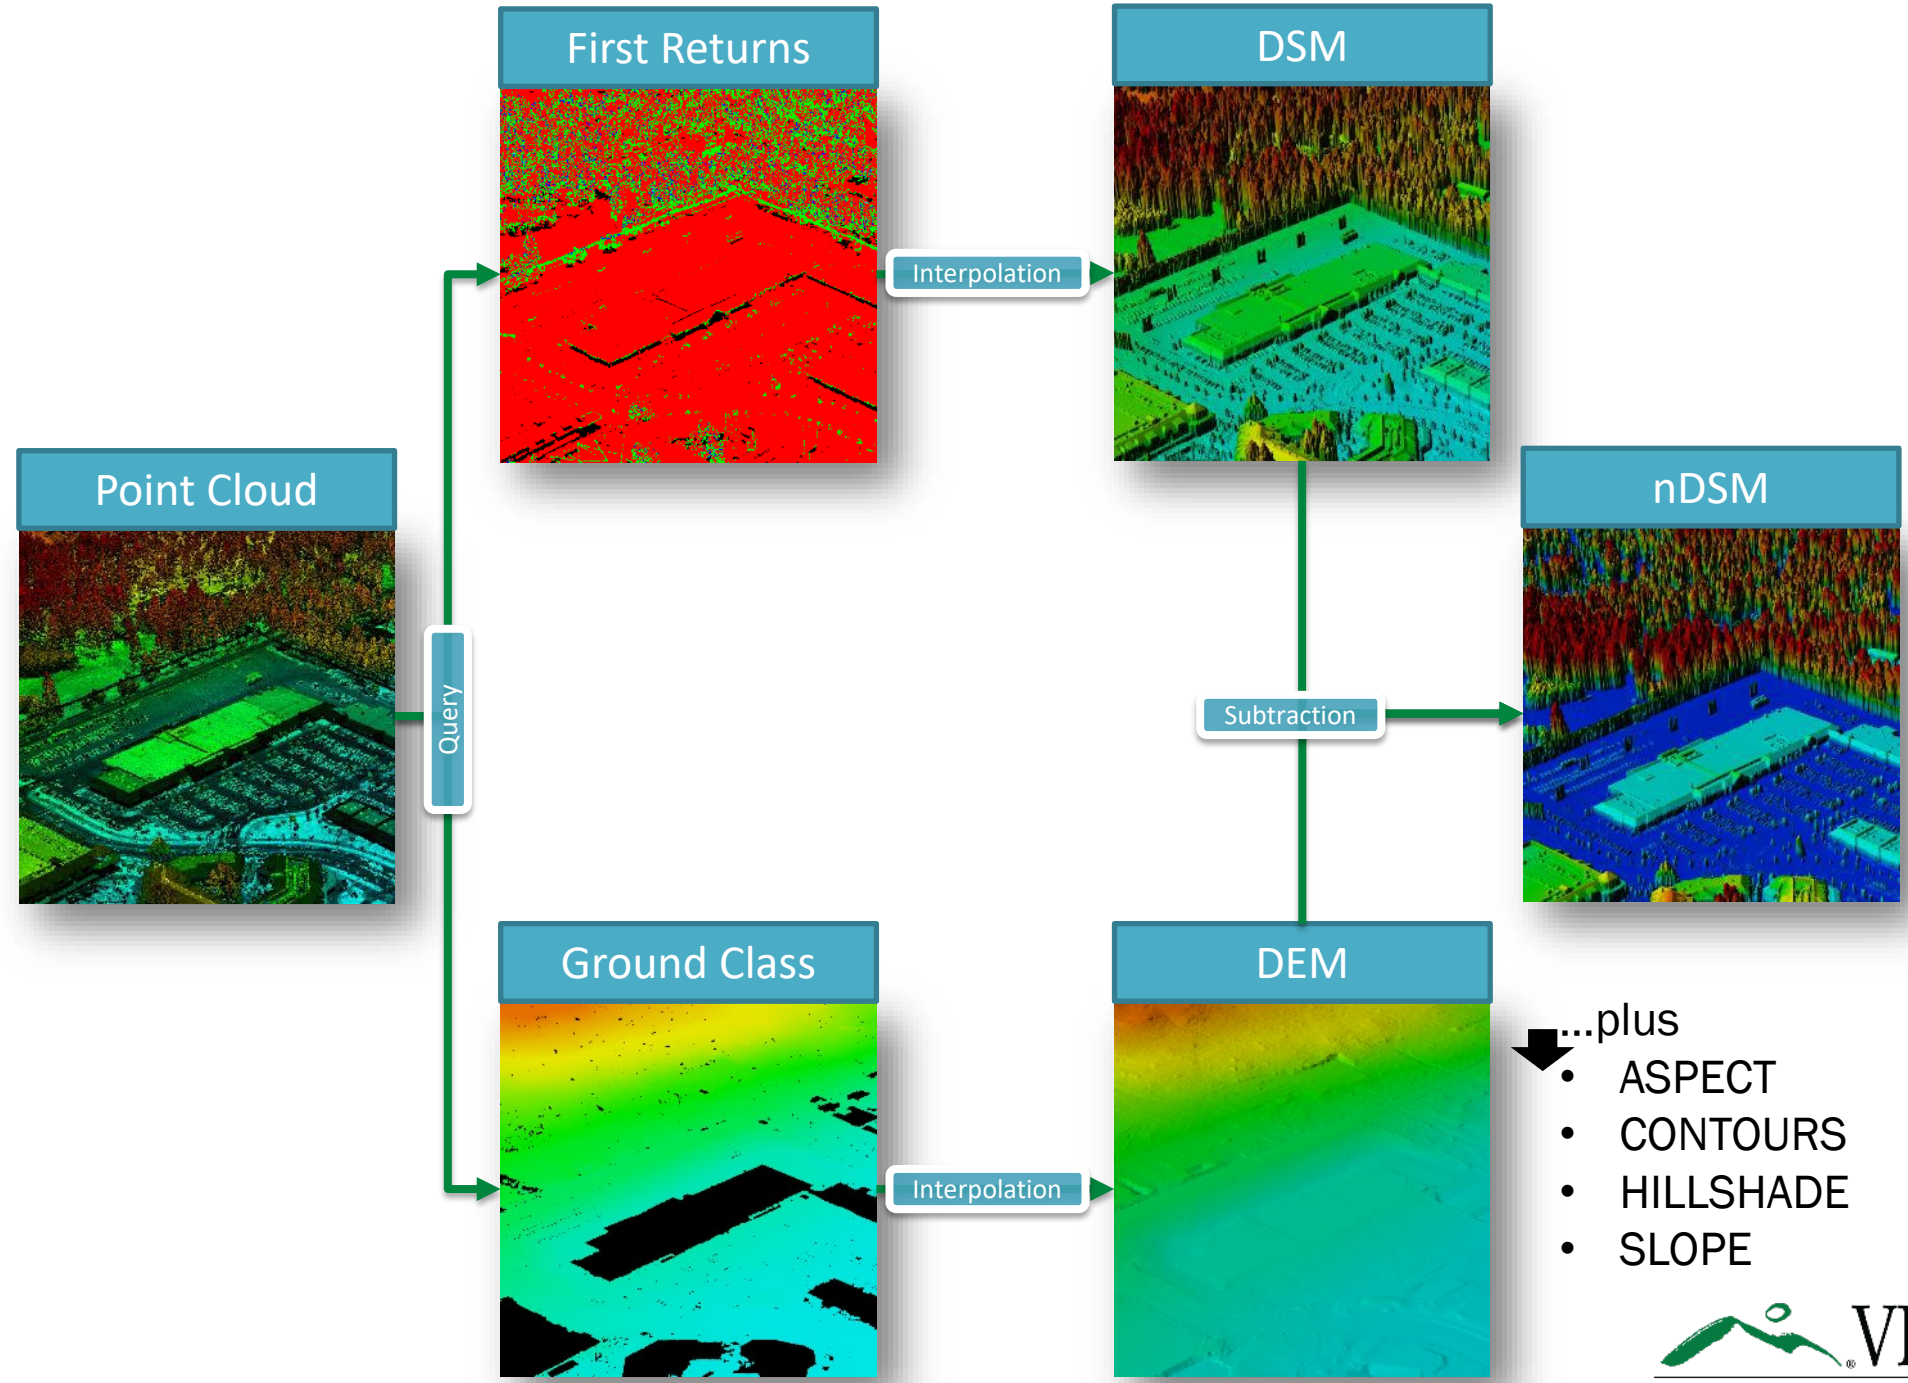 First Returns
DSM
Interpolation
Point Cloud
nDSM
Query
Subtraction
Ground Class
DEM
Interpolation
...plus
• ASPECT
• CONTOURS
• HILLSHADE
• SLOPE